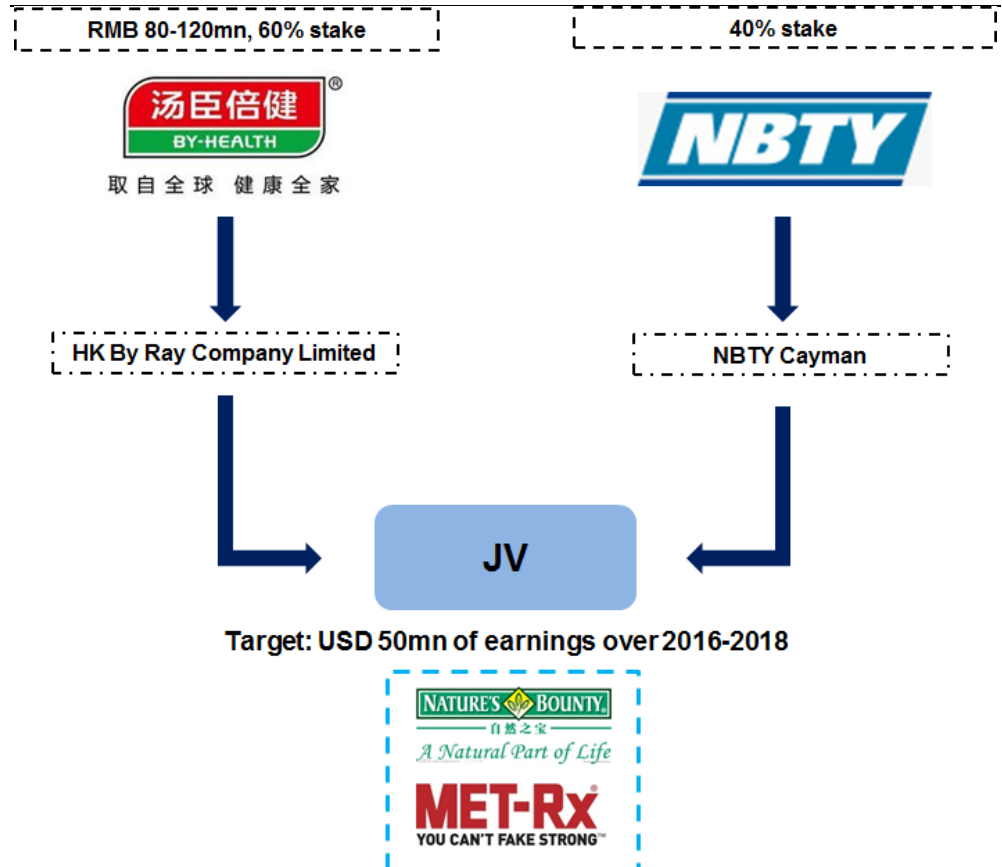 RMB 80-120mn, 60% stake
40% stake
汤臣倍健®
BY-HEALTH
取自全球 健康全家
NBTY
HK By Ray Company Limited
NBTY Cayman
JV
Target: USD 50mn of earnings over 2016-2018
NATURE'S BOUNTY®
自然之宝
A Natural Part of Life
MET-Rx®
YOU CAN'T FAKE STRONG™